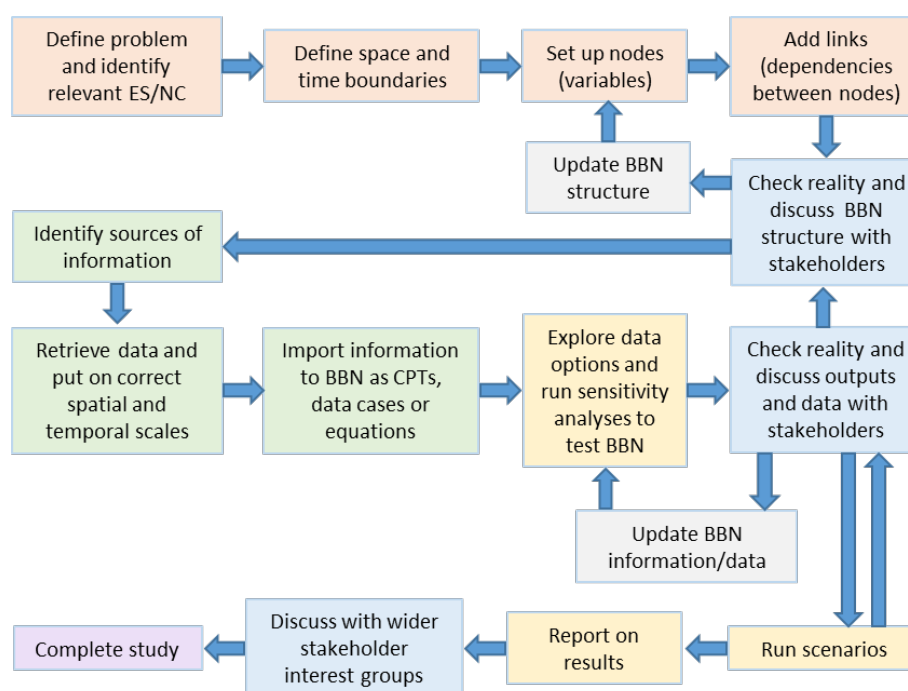 Define problem
and identify
relevant ES/NC
Define space and
time boundaries
Set up nodes
(variables)
Add links
(dependencies
between nodes)
Update BBN
structure
Check reality and
discuss BBN
structure with
stakeholders
Identify sources of
information
Retrieve data and
put on correct
spatial and
temporal scales
Import information
to BBN as CPTs,
data cases or
equations
Explore data
options and
run sensitivity
analyses to
test BBN
Check reality and
discuss outputs
and data with
stakeholders
Update BBN
information/data
Complete study
Discuss with wider
stakeholder
interest groups
Report on
results
Run scenarios